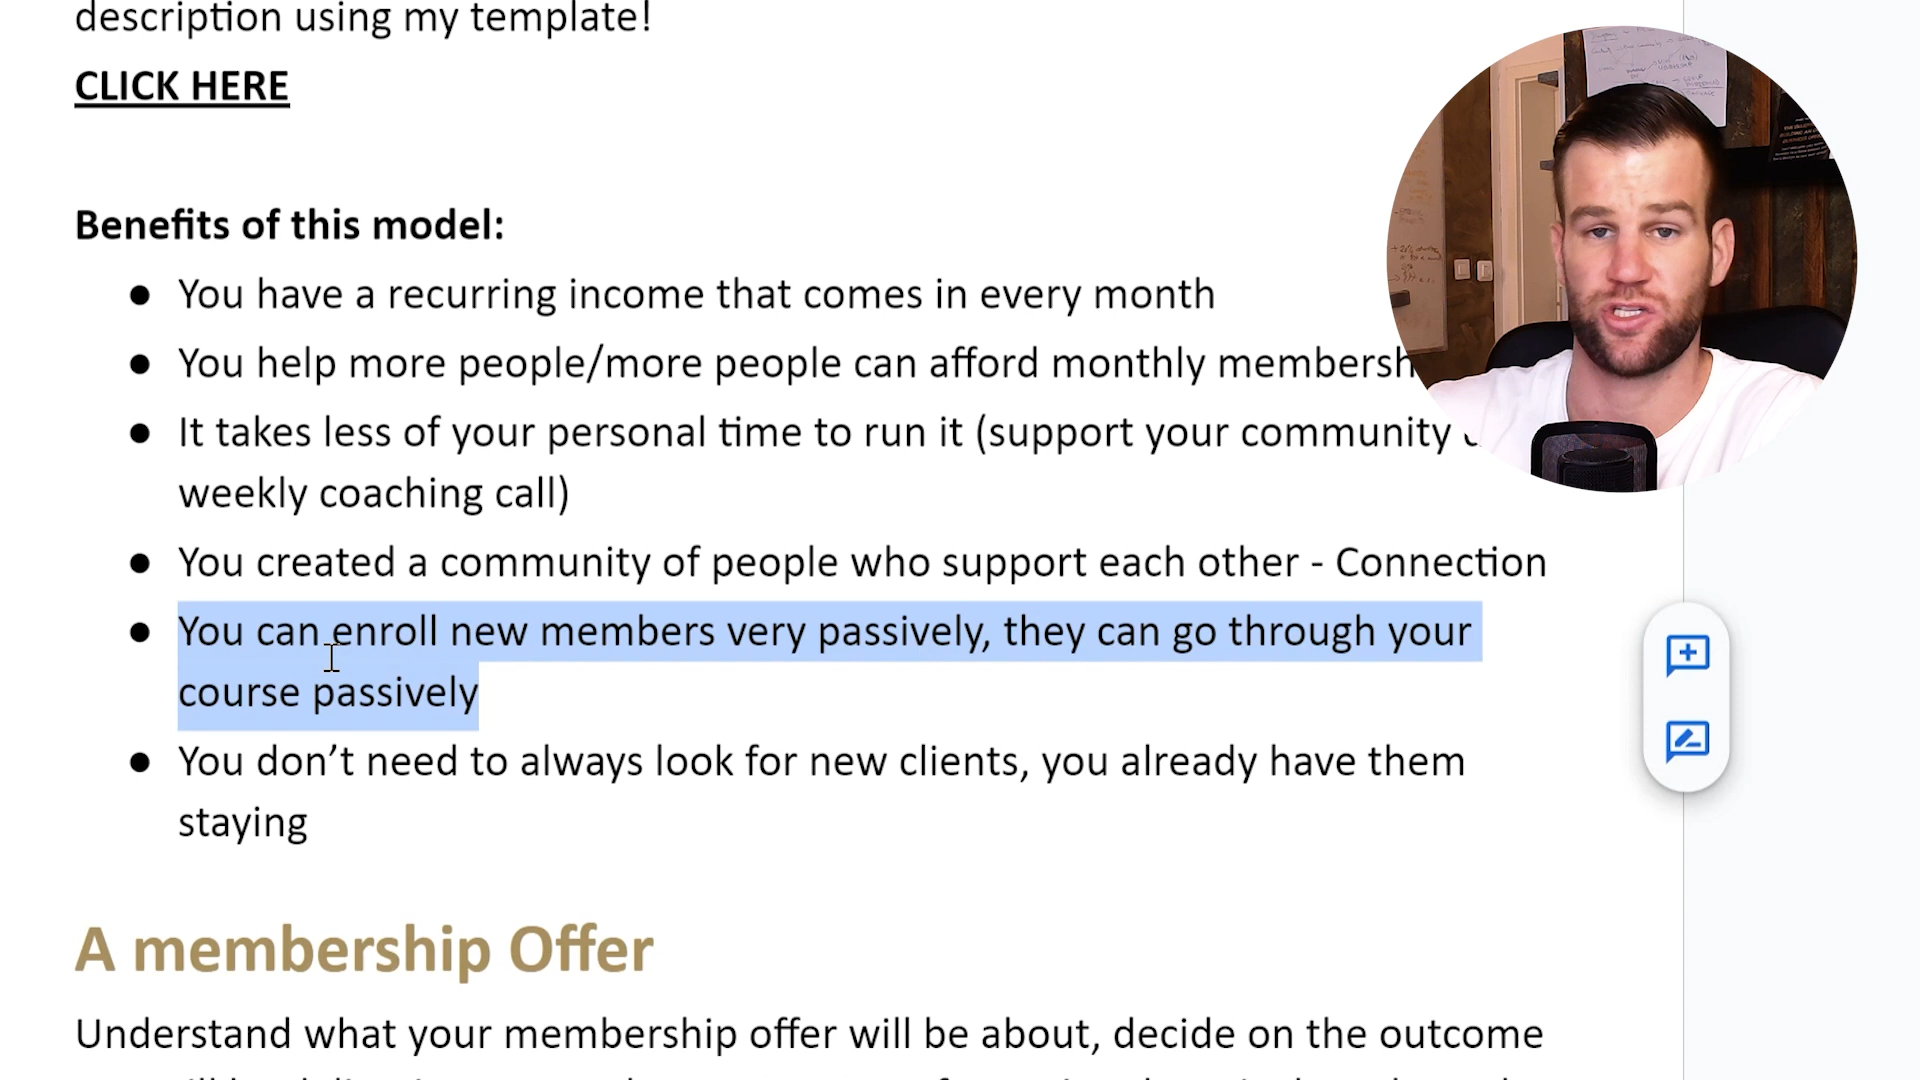 description using my template!
CLICK HERE
Benefits of this model:
● You have a recurring income that comes in every month
● You help more people/more people can afford monthly
● It takes less of your personal time to run it (support your community
weekly coaching call)
● You created a community of people who support each other - Connection
● You can enroll new members very passively, they can go through your
course passively
● You don’t need to always look for new clients, you already have them
staying
A membership Offer
Understand what your membership offer will be about, decide on the outcome